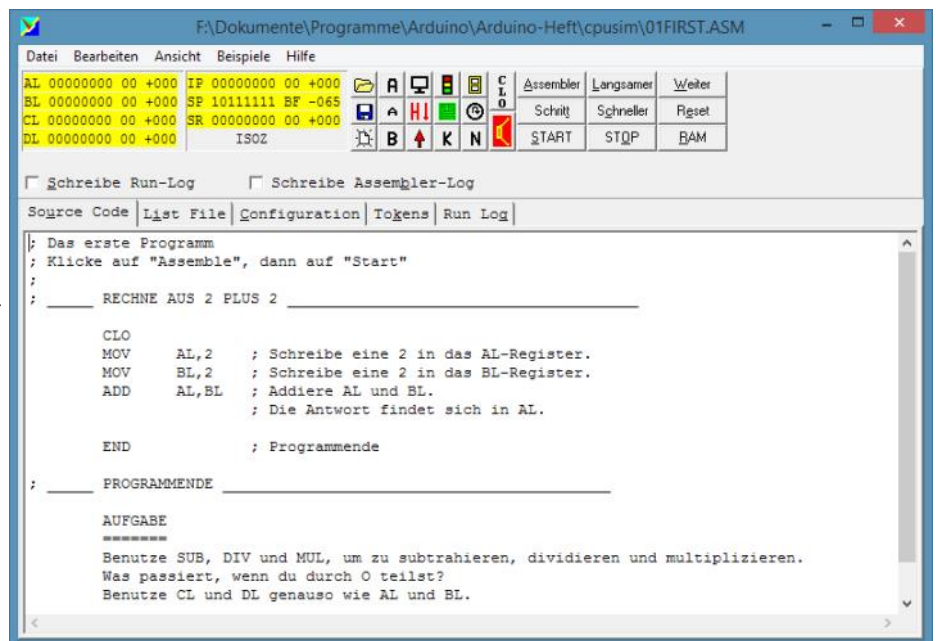 F:\Dokumente\Programme\Arduino\Arduino-Heft\cpusim\01FIRST.ASM
Datei Bearbeiten Ansicht Beispiele Hilfe
AL 00000000 00 +000 IP 00000000 00 +000
BL 00000000 00 +000 SP 10111111 BF -065
CL 00000000 00 +000 SR 00000000 00 +000
DL 00000000 00 +000 ISOZ
A CLO Assembler Langsamer Weiter
A Schritt Schneller Reset
B K N START STOP RAM
Schreibe Run-Log Schreibe Assembler-Log
Source Code List File Configuration Tokens Run Log
; Das erste Programm
; Klicke auf "Assemble", dann auf "Start"
;
; _____ RECHNE AUS 2 PLUS 2 _______________________________________
CLO
MOV AL,2 ; Schreibe eine 2 in das AL-Register.
MOV BL,2 ; Schreibe eine 2 in das BL-Register.
ADD AL,BL ; Addiere AL und BL.
; Die Antwort findet sich in AL.
END ; Programmende
; _____ PROGRAMMENDE ___________________________________________
AUFGABE
=======
Benutze SUB, DIV und MUL, um zu subtrahieren, dividieren und multiplizieren.
Was passiert, wenn du durch O teilst?
Benutze CL und DL genauso wie AL und BL.